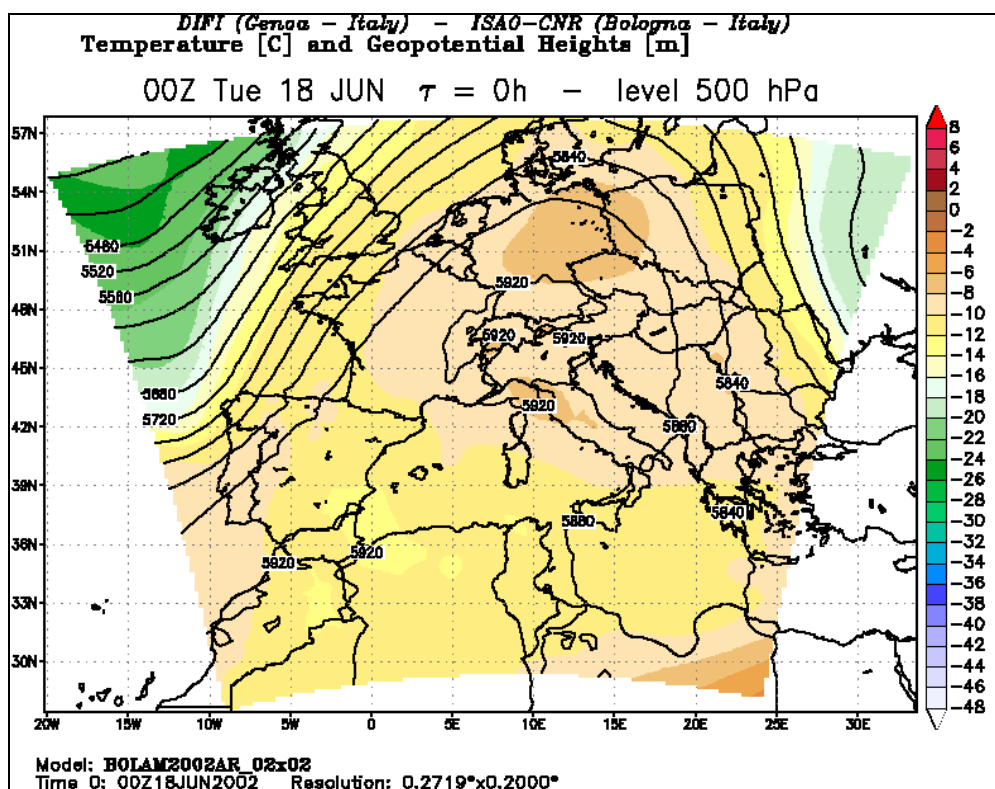 DIFI (Genoa - Italy) - ISAO-CNR (Bologna - Italy)
Temperature [C] and Geopotential Heights [m]
00Z Tue 18 JUN τ = 0h - level 500 hPa
57N
54N
51N
48N
45N
42N
39N
36N
33N
30N
5840
5460
5520
5560
5920
5920
5920
5680
5720
5920
5840
5880
5880
5840
5920
5920
20W 15W 10W 5W 0 5E 10E 15E 20E 25E 30E
8
6
4
2
0
-2
-4
-6
-8
-10
-12
-14
-16
-18
-20
-22
-24
-26
-28
-30
-32
-34
-36
-38
-40
-42
-44
-46
-48
Model: BOLAM2002AR_02x02
Time 0: 00Z18JUN2002 Resolution: 0.2719°x0.2000°